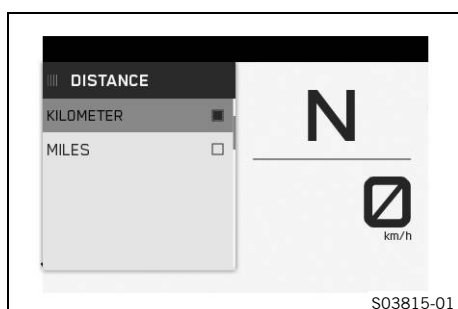 DISTANCE
KILOMETER
MILES
N
0
km/h
S03815-01